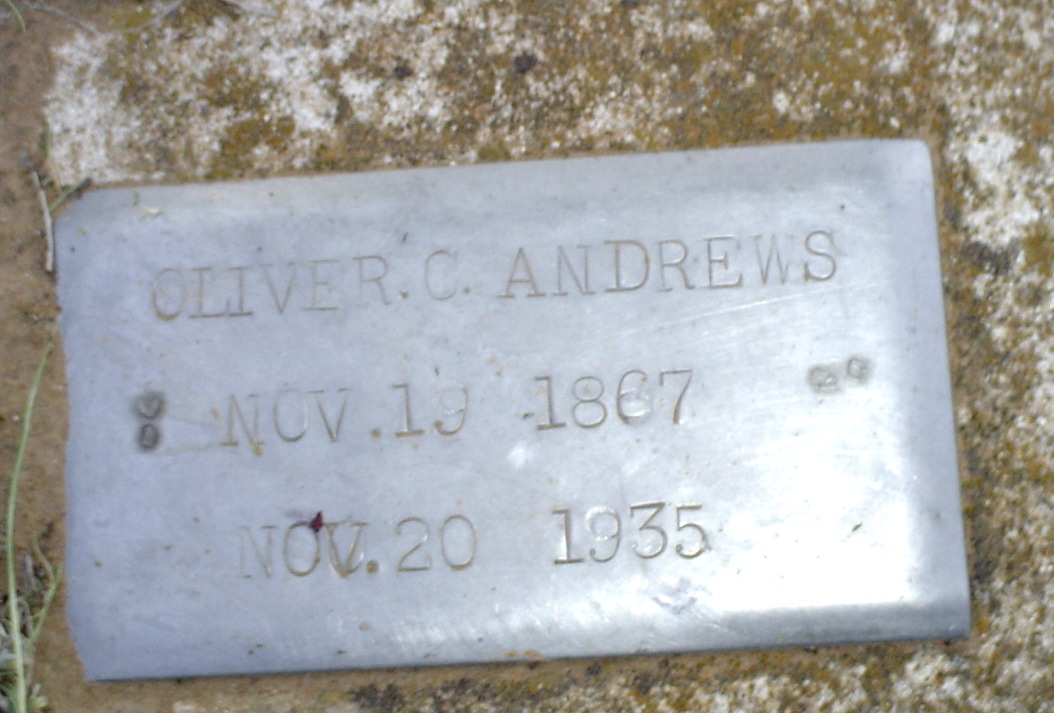 OLIVER. C. ANDREWS
NOV. 19 1867
NOV. 20 1935